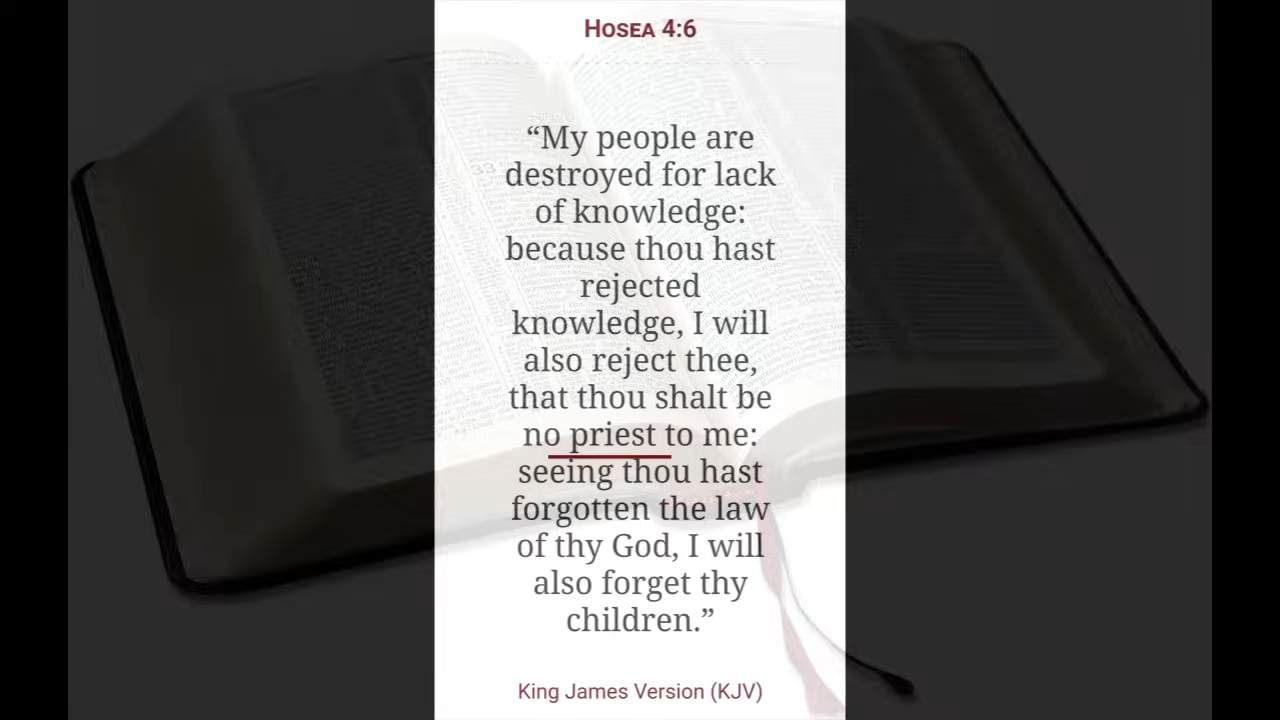 Hosea 4:6
“My people are
destroyed for lack
of knowledge:
because thou hast
rejected
knowledge, I will
also reject thee,
that thou shalt be
no priest to me:
seeing thou hast
forgotten the law
of thy God, I will
also forget thy
children.”
King James Version (KJV)